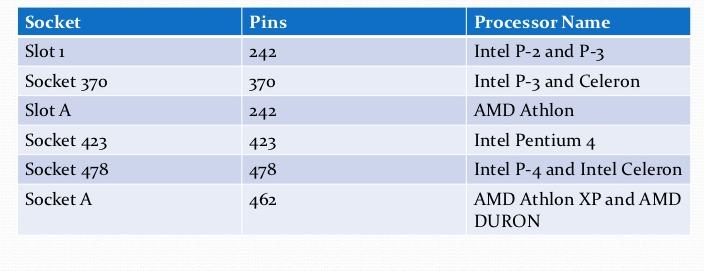 Socket Pins Processor Name
Slot 1 242 Intel P-2 and P-3
Socket 370 370 Intel P-3 and Celeron
Slot A 242 AMD Athlon
Socket 423 423 Intel Pentium 4
Socket 478 478 Intel P-4 and Intel Celeron
Socket A 462 AMD Athlon XP and AMD
DURON